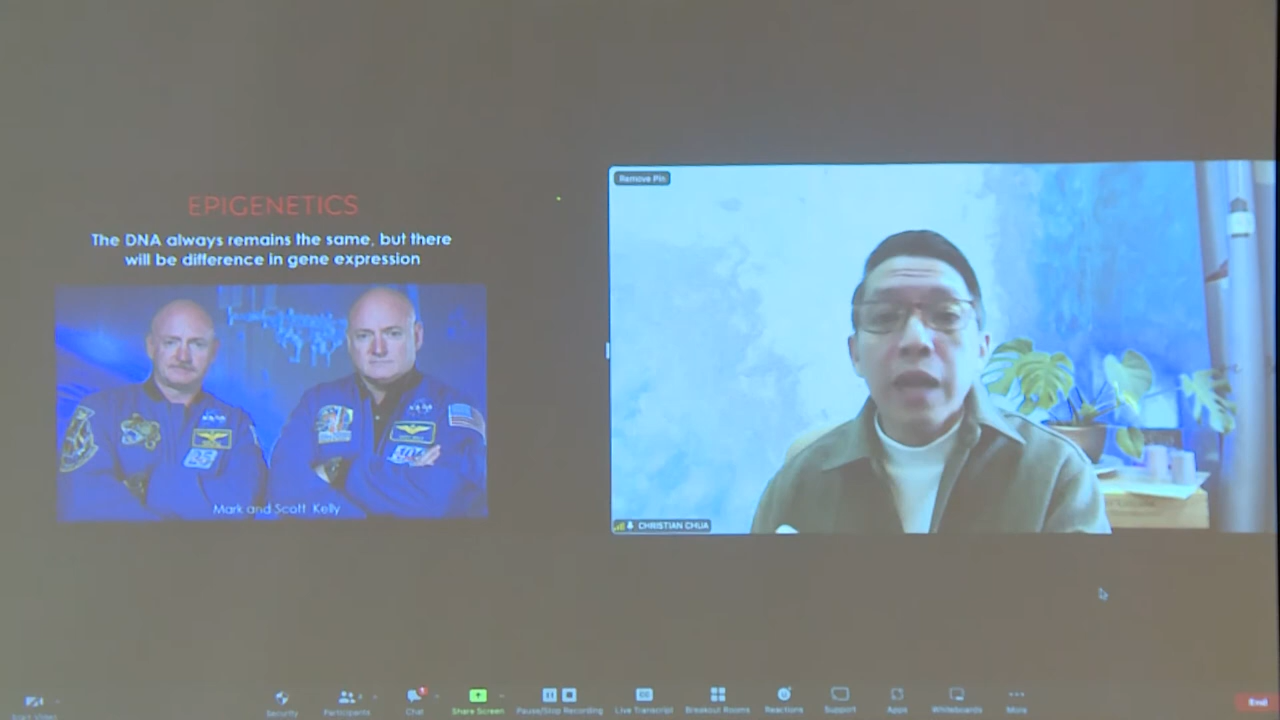 EPIGENETICS
The DNA always remains the same, but there
will be difference in gene expression
Mark and Scott Kelly
Remove Pin
CHRISTIAN CHUA
Security
Participants
Chat
Share Screen
Pause/Stop Recording
Live Transcript
Breakout Rooms
Reactions
Support
Apps
Whiteboards
More
End